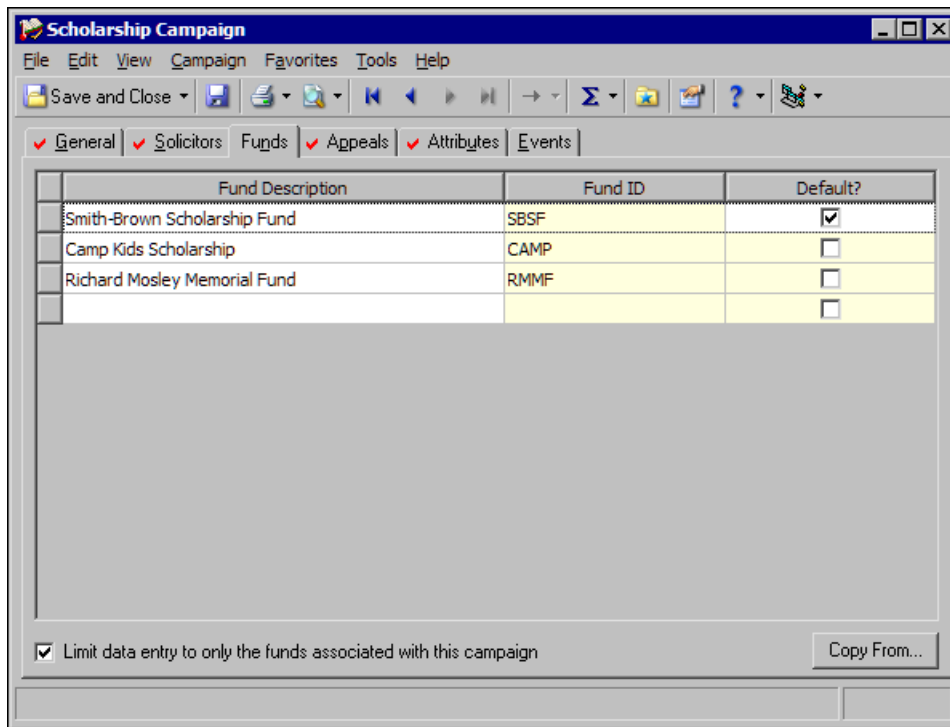 Scholarship Campaign
File Edit View Campaign Favorites Tools Help
Save and Close
General Solicitors Funds Appeals Attributes Events
Fund Description Fund ID Default?
Smith-Brown Scholarship Fund SBSF
Camp Kids Scholarship CAMP
Richard Mosley Memorial Fund RMMF
Limit data entry to only the funds associated with this campaign Copy From...